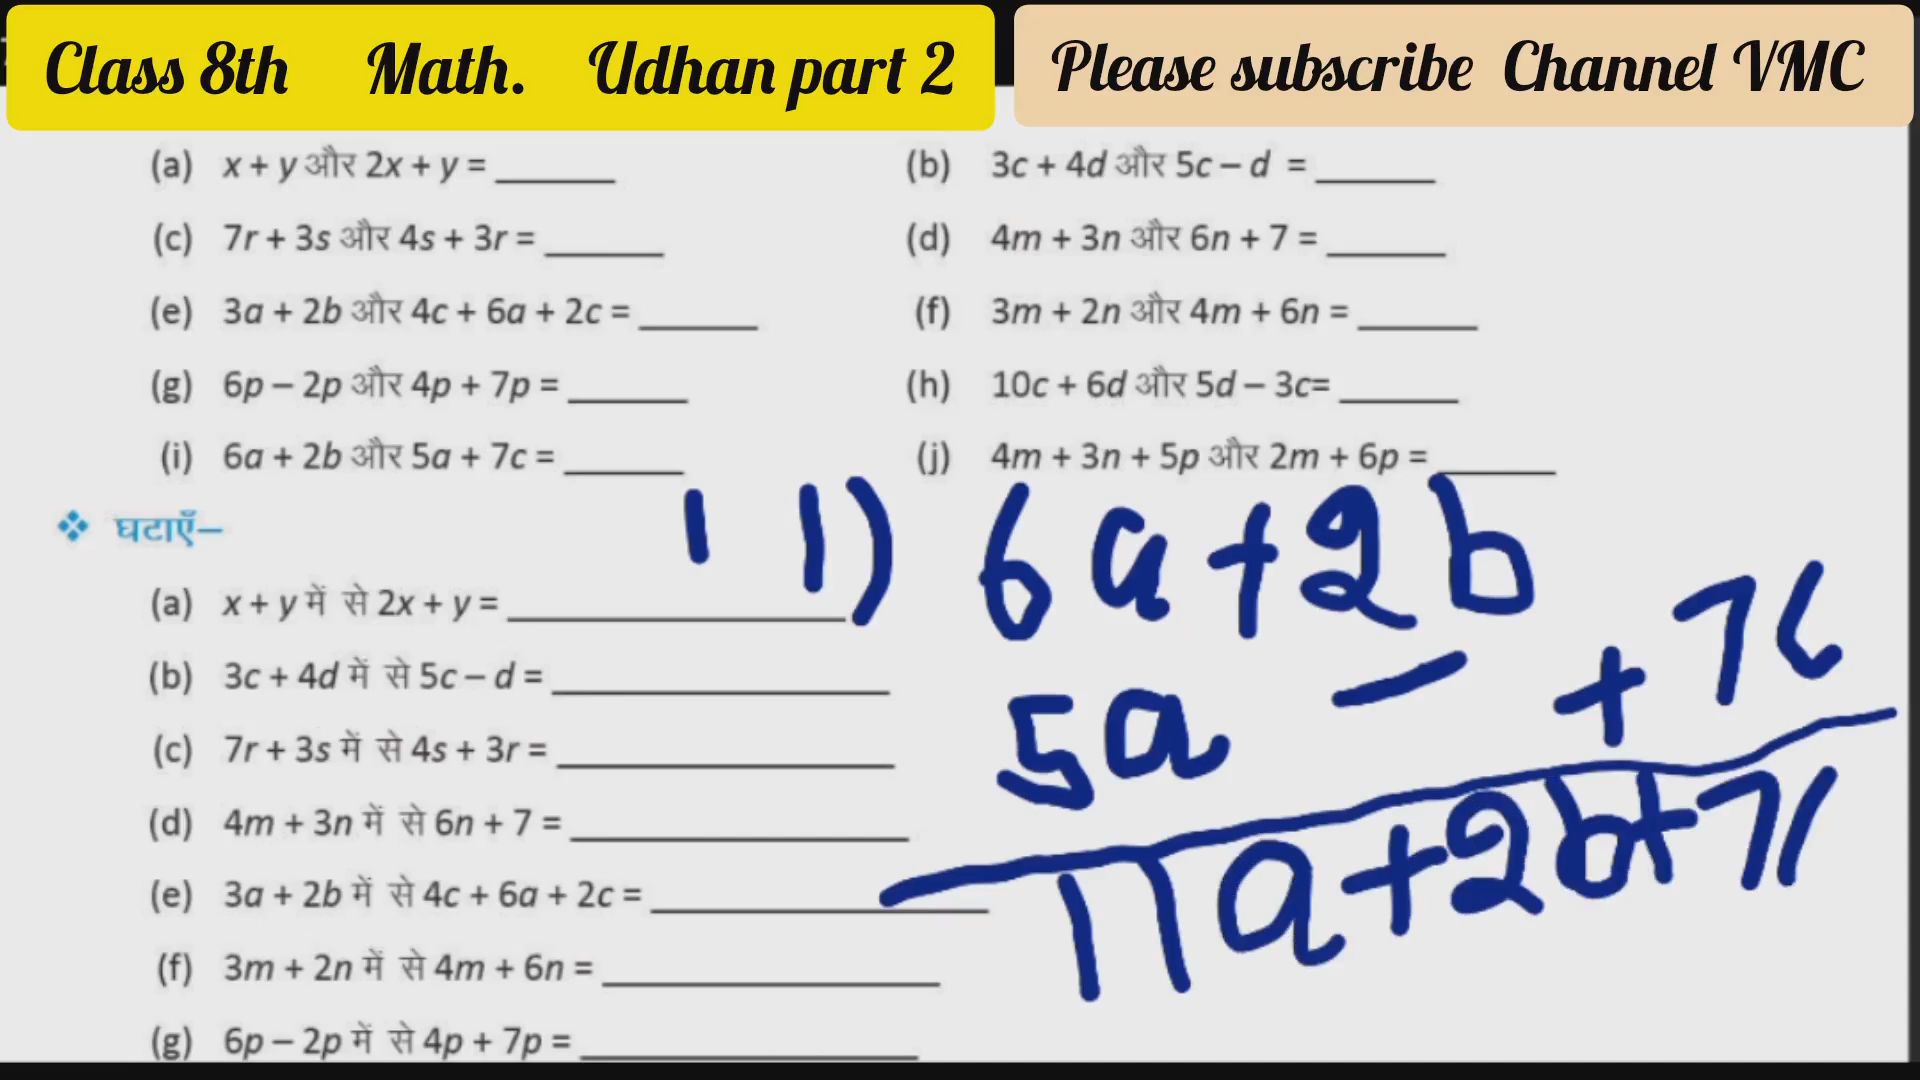 Class 8th Math. Udhan part 2
Please subscribe Channel VMC
(a) x + y और 2x + y = ______
(b) 3c + 4d और 5c – d = ______
(c) 7r + 3s और 4s + 3r = ______
(d) 4m + 3n और 6n + 7 = ______
(e) 3a + 2b और 4c + 6a + 2c = ______
(f) 3m + 2n और 4m + 6n = ______
(g) 6p – 2p और 4p + 7p = ______
(h) 10c + 6d और 5d – 3c= ______
(i) 6a + 2b और 5a + 7c = ______
(j) 4m + 3n + 5p और 2m + 6p = ______
❖ घटाएँ–
(a) x + y में से 2x + y = ______
(b) 3c + 4d में से 5c – d = ______
(c) 7r + 3s में से 4s + 3r = ______
(d) 4m + 3n में से 6n + 7 = ______
(e) 3a + 2b में से 4c + 6a + 2c = ______
(f) 3m + 2n में से 4m + 6n = ______
(g) 6p – 2p में से 4p + 7p = ______
6a+2b
5a – +7c
11a+2b+7